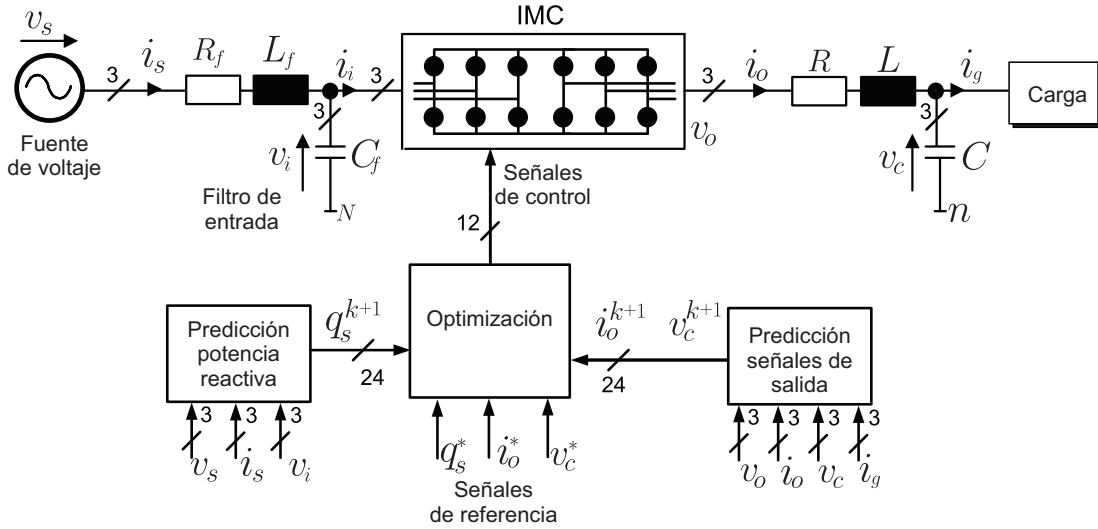 IMC
v_s
3
i_s
R_f
L_f
i_i
3
3
v_i
C_f
N
Fuente
de voltaje
Filtro de
entrada
3
v_o
i_o
R
L
i_g
3
v_c
C
n
Carga
Señales
de control
12
Predicción
potencia
reactiva
q_s^{k+1}
24
Optimización
i_o^{k+1}
v_c^{k+1}
24
Predicción
señales de
salida
3
3
3
v_s
i_s
v_i
q_s^*
i_o^*
v_c^*
Señales
de referencia
3
3
3
3
v_o
i_o
v_c
i_g